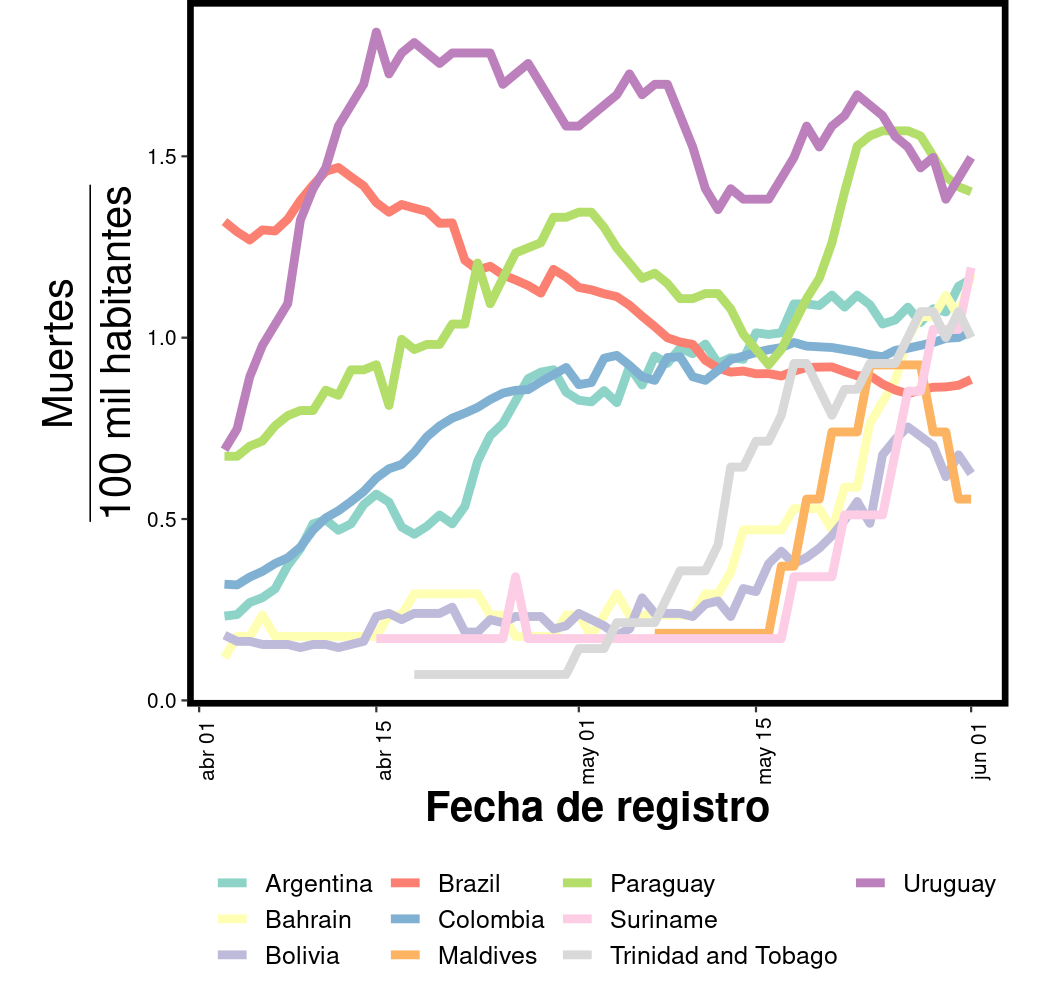 Muertes
100 mil habitantes
1.5
1.0
0.5
0.0
abr 01
abr 15
may 01
may 15
jun 01
Fecha de registro
Argentina Brazil Paraguay Uruguay
Bahrain Colombia Suriname
Bolivia Maldives Trinidad and Tobago